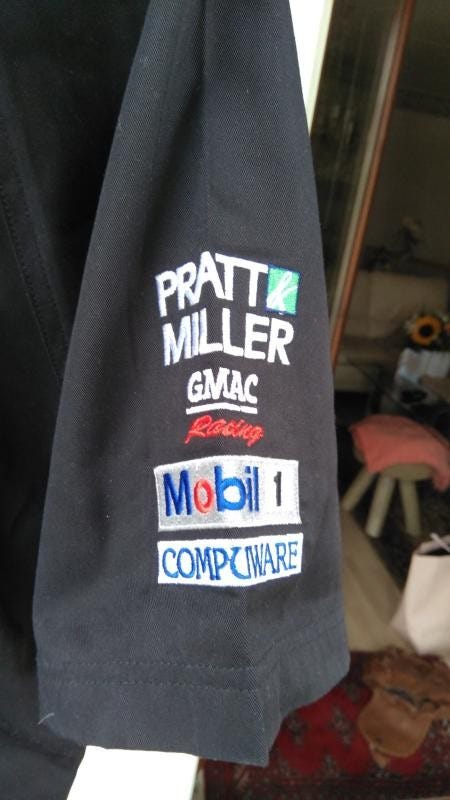 PRATT &
MILLER
GMAC
Racing
Mobil 1
COMPUWARE